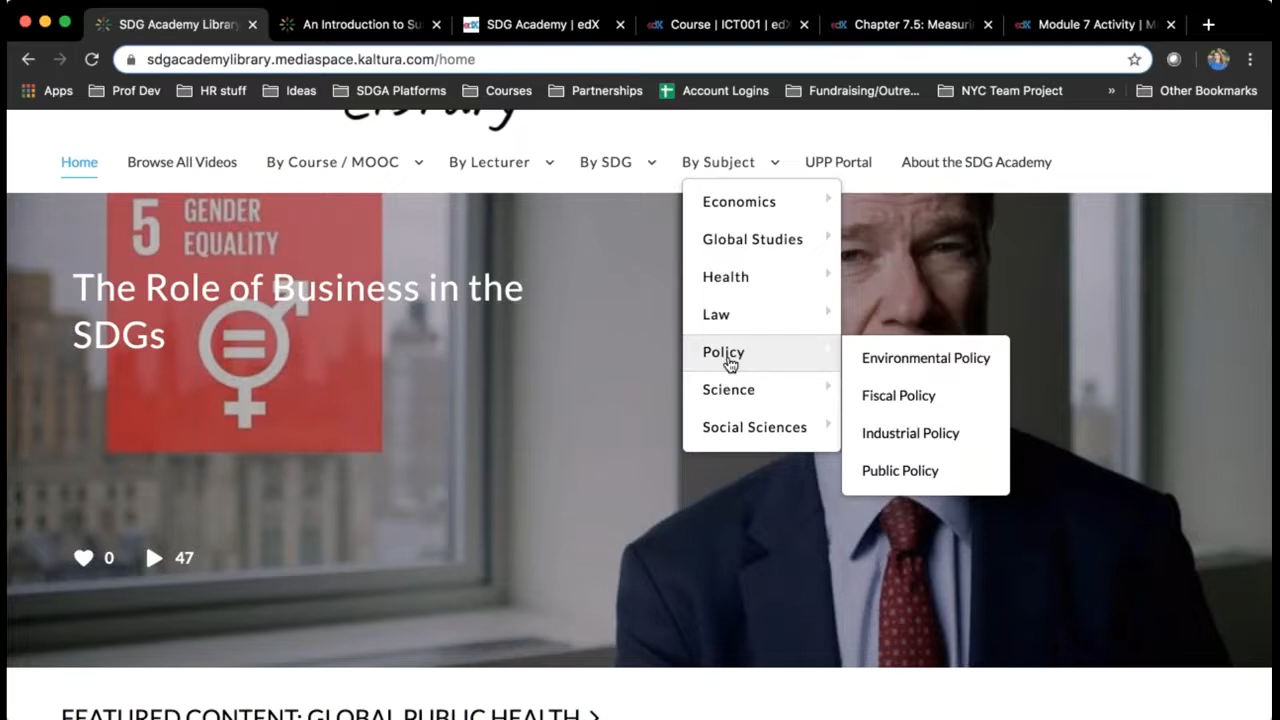 SDG Academy Library
An Introduction to Su
SDG Academy | edX
Course | ICT001 | edX
Chapter 7.5: Measuri
Module 7 Activity | M
sdgacademylibrary.mediaspace.kaltura.com/home
Apps
Prof Dev
HR stuff
Ideas
SDGA Platforms
Courses
Partnerships
Account Logins
Fundraising/Outre...
NYC Team Project
»
Other Bookmarks
Library
Home
Browse All Videos
By Course / MOOC
By Lecturer
By SDG
By Subject
UPP Portal
About the SDG Academy
5 GENDER
EQUALITY
The Role of Business in the
SDGs
Economics
Global Studies
Health
Law
Policy
Science
Social Sciences
Environmental Policy
Fiscal Policy
Industrial Policy
Public Policy
0
47
FEATURED CONTENT: GLOBAL PUBLIC HEALTH >